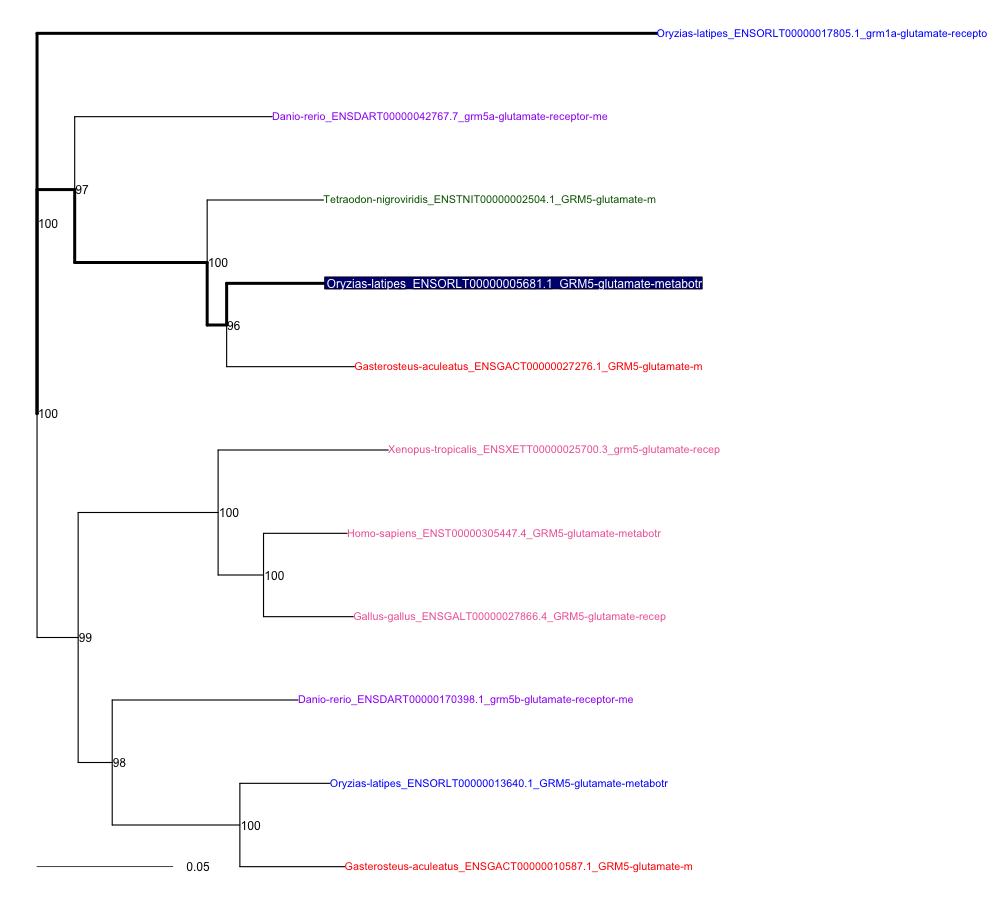 Oryzias-latipes_ENSORLT00000017805.1_grm1a-glutamate-recepto
Danio-rerio_ENSDART00000042767.7_grm5a-glutamate-receptor-me
97
Tetraodon-nigroviridis_ENSTNIT00000002504.1_GRM5-glutamate-m
100
100
Oryzias-latipes_ENSORLT00000005681.1_GRM5-glutamate-metabotr
96
Gasterosteus-aculeatus_ENSGACT00000027276.1_GRM5-glutamate-m
100
Xenopus-tropicalis_ENSXETT00000025700.3_grm5-glutamate-recep
100
Homo-sapiens_ENST00000305447.4_GRM5-glutamate-metabotr
100
Gallus-gallus_ENSGALT00000027866.4_GRM5-glutamate-recep
99
Danio-rerio_ENSDART00000170398.1_grm5b-glutamate-receptor-me
98
Oryzias-latipes_ENSORLT00000013640.1_GRM5-glutamate-metabotr
100
Gasterosteus-aculeatus_ENSGACT00000010587.1_GRM5-glutamate-m
0.05